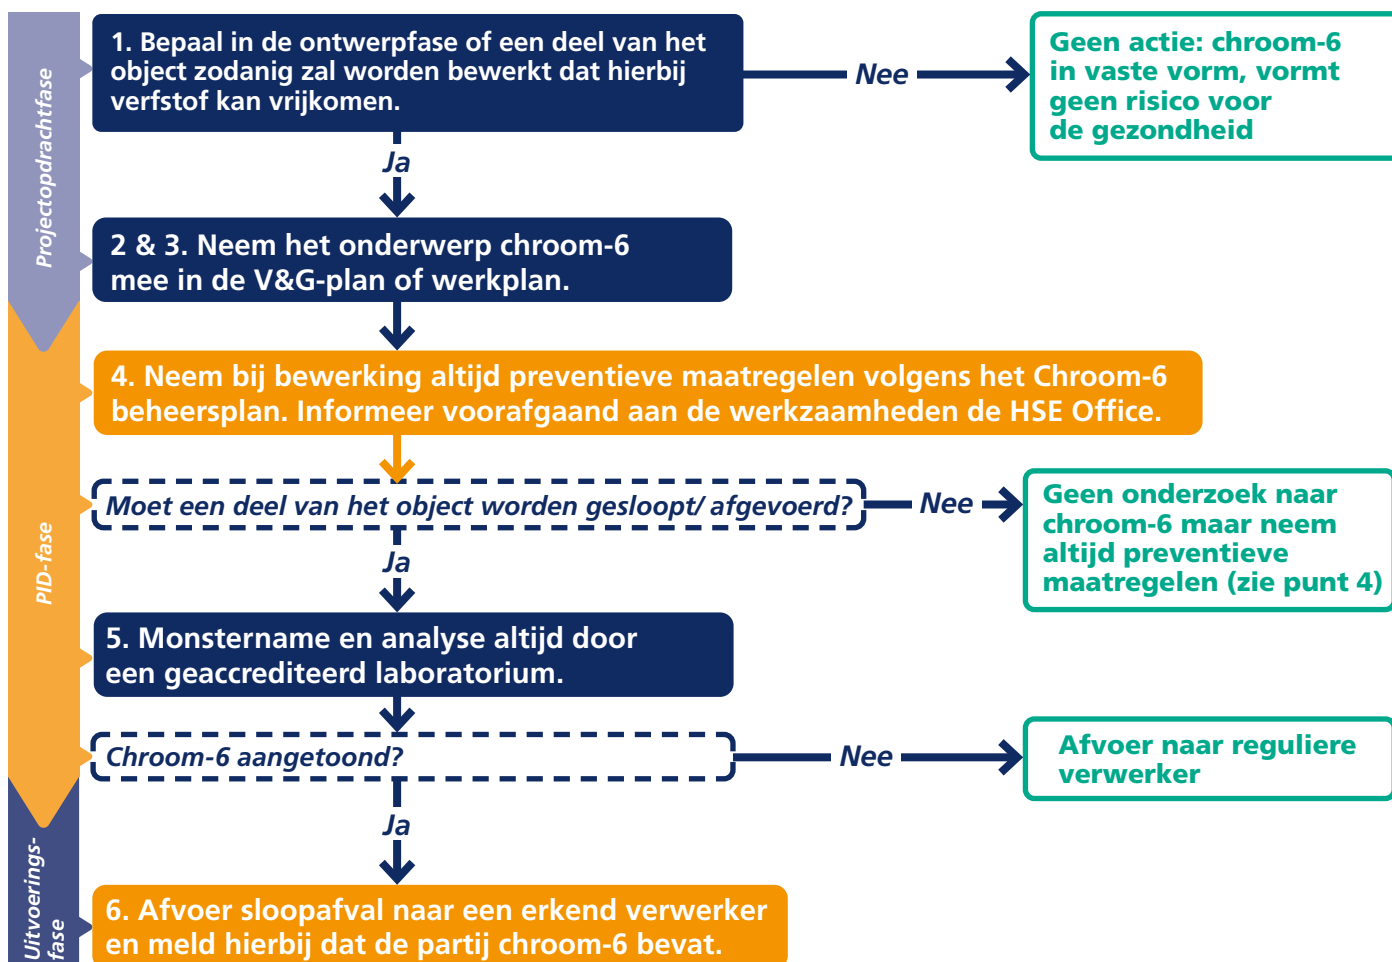 Projectopdrachtfase
1. Bepaal in de ontwerpfase of een deel van het
object zodanig zal worden bewerkt dat hierbij
verfstof kan vrijkomen.
Nee
Geen actie: chroom-6
in vaste vorm, vormt
geen risico voor
de gezondheid
Ja
2 & 3. Neem het onderwerp chroom-6
mee in de V&G-plan of werkplan.
PID-fase
4. Neem bij bewerking altijd preventieve maatregelen volgens het Chroom-6
beheersplan. Informeer voorafgaand aan de werkzaamheden de HSE Office.
Moet een deel van het object worden gesloopt/ afgevoerd?
Nee
Geen onderzoek naar
chroom-6 maar neem
altijd preventieve
maatregelen (zie punt 4)
Ja
5. Monstername en analyse altijd door
een geaccrediteerd laboratorium.
Chroom-6 aangetoond?
Nee
Afvoer naar reguliere
verwerker
Ja
Uitvoerings-
fase
6. Afvoer sloopafval naar een erkend verwerker
en meld hierbij dat de partij chroom-6 bevat.